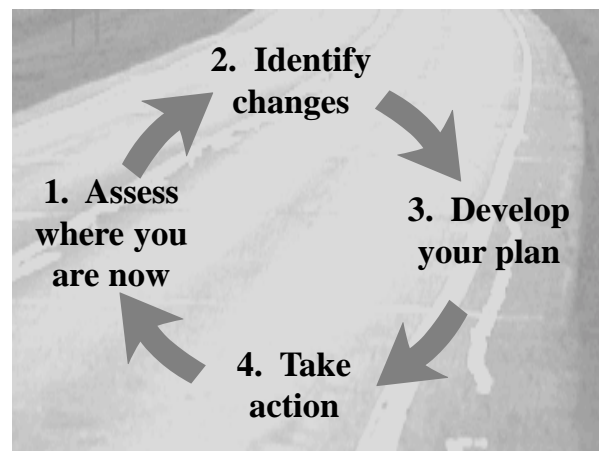 1. Assess
where you
are now
2. Identify
changes
3. Develop
your plan
4. Take
action